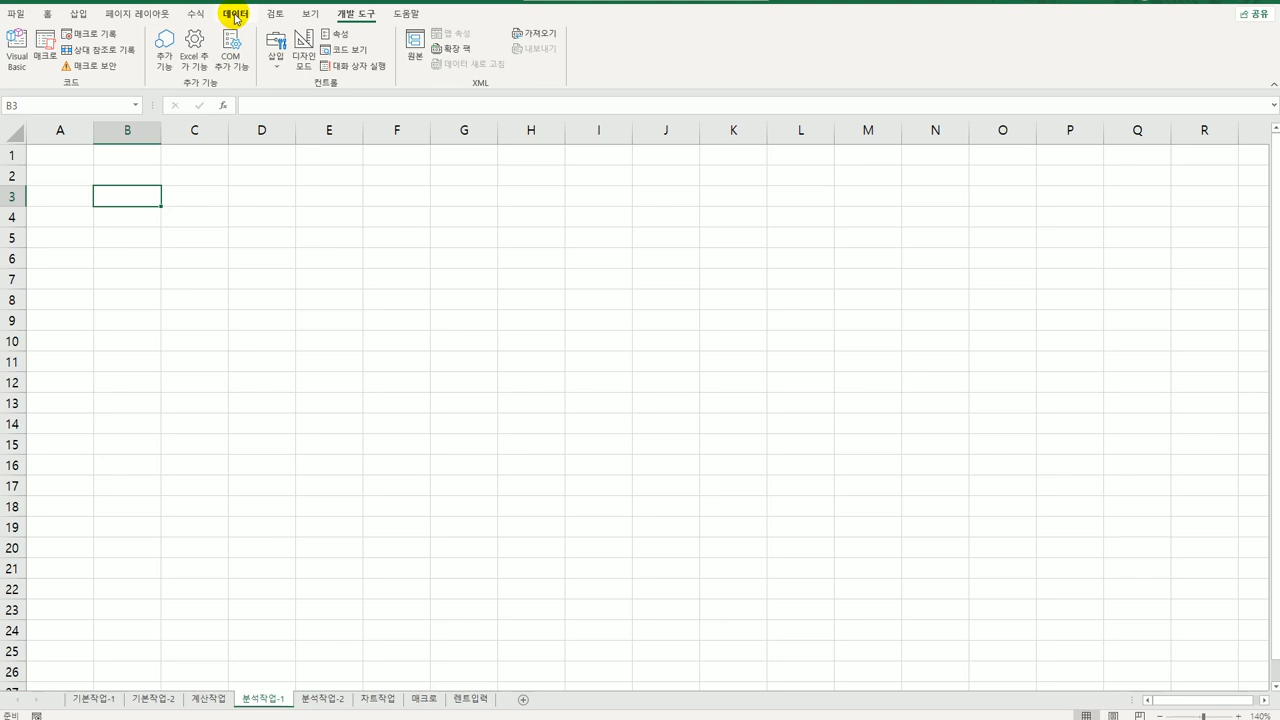 파일 홈 삽입 페이지 레이아웃 수식 데이터 검토 보기 개발 도구 도움말 공유
Visual Basic
매크로
매크로 기록
상대 참조로 기록
매크로 보안
코드
추가 기능
Excel 추가 기능
COM 추가 기능
추가 기능
삽입
디자인 모드
속성
코드 보기
대화 상자 실행
컨트롤
원본
맵 속성
확장 팩
데이터 새로 고침
가져오기
내보내기
XML
B3
fx
A B C D E F G H I J K L M N O P Q R
1
2
3
4
5
6
7
8
9
10
11
12
13
14
15
16
17
18
19
20
21
22
23
24
25
26
27
기본작업-1 기본작업-2 계산작업 분석작업-1 분석작업-2 차트작업 매크로 렌트입력
준비 140%